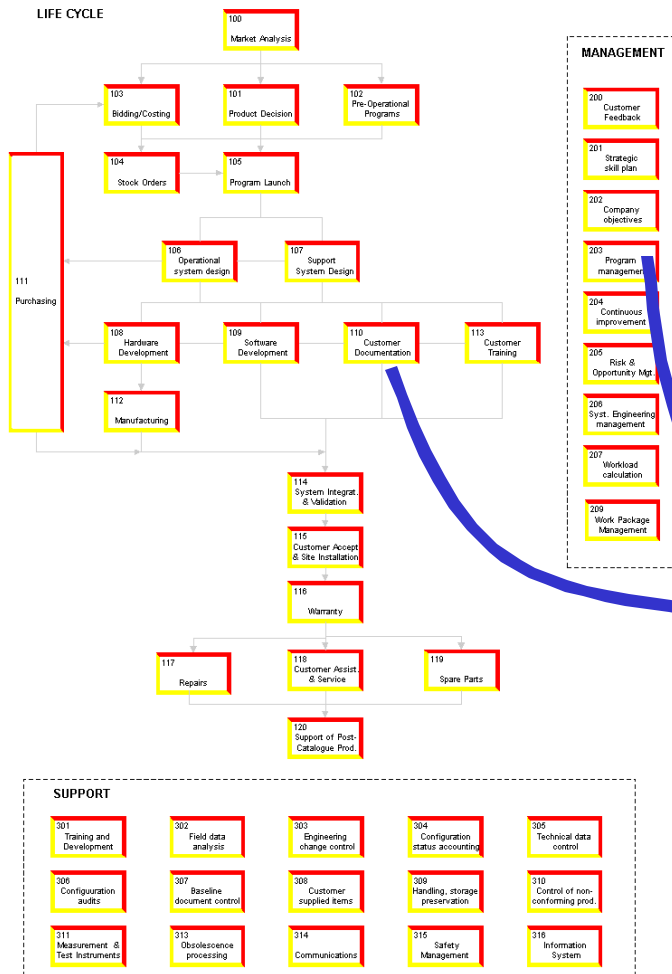 LIFE CYCLE
100
Market Analysis
103
Bidding/Costing
101
Product Decision
102
Pre-Operational
Programs
104
Stock Orders
105
Program Launch
106
Operational
system design
107
Support
System Design
111
Purchasing
108
Hardware
Development
109
Software
Development
110
Customer
Documentation
113
Customer
Training
112
Manufacturing
114
System Integrat.
& Validation
115
Customer Accept
& Site Installation
116
Warranty
117
Repairs
118
Customer Assist.
& Service
119
Spare Parts
120
Support of Post-
Catalogue Prod.
MANAGEMENT
200
Customer
Feedback
201
Strategic
skill plan
202
Company
objectives
203
Program
management
204
Continuous
improvement
205
Risk &
Opportunity Mgt.
206
Syst. Engineering
management
207
Workload
calculation
209
Work Package
Management
SUPPORT
301
Training and
Development
302
Field data
analysis
303
Engineering
change control
304
Configuration
status accounting
305
Technical data
control
306
Configuuration
audits
307
Baseline
document control
308
Customer
supplied items
309
Handling, storage
preservation
310
Control of non-
conforming prod.
311
Measurement &
Test Instruments
313
Obsolescence
processing
314
Communications
315
Safety
Management
316
Information
System